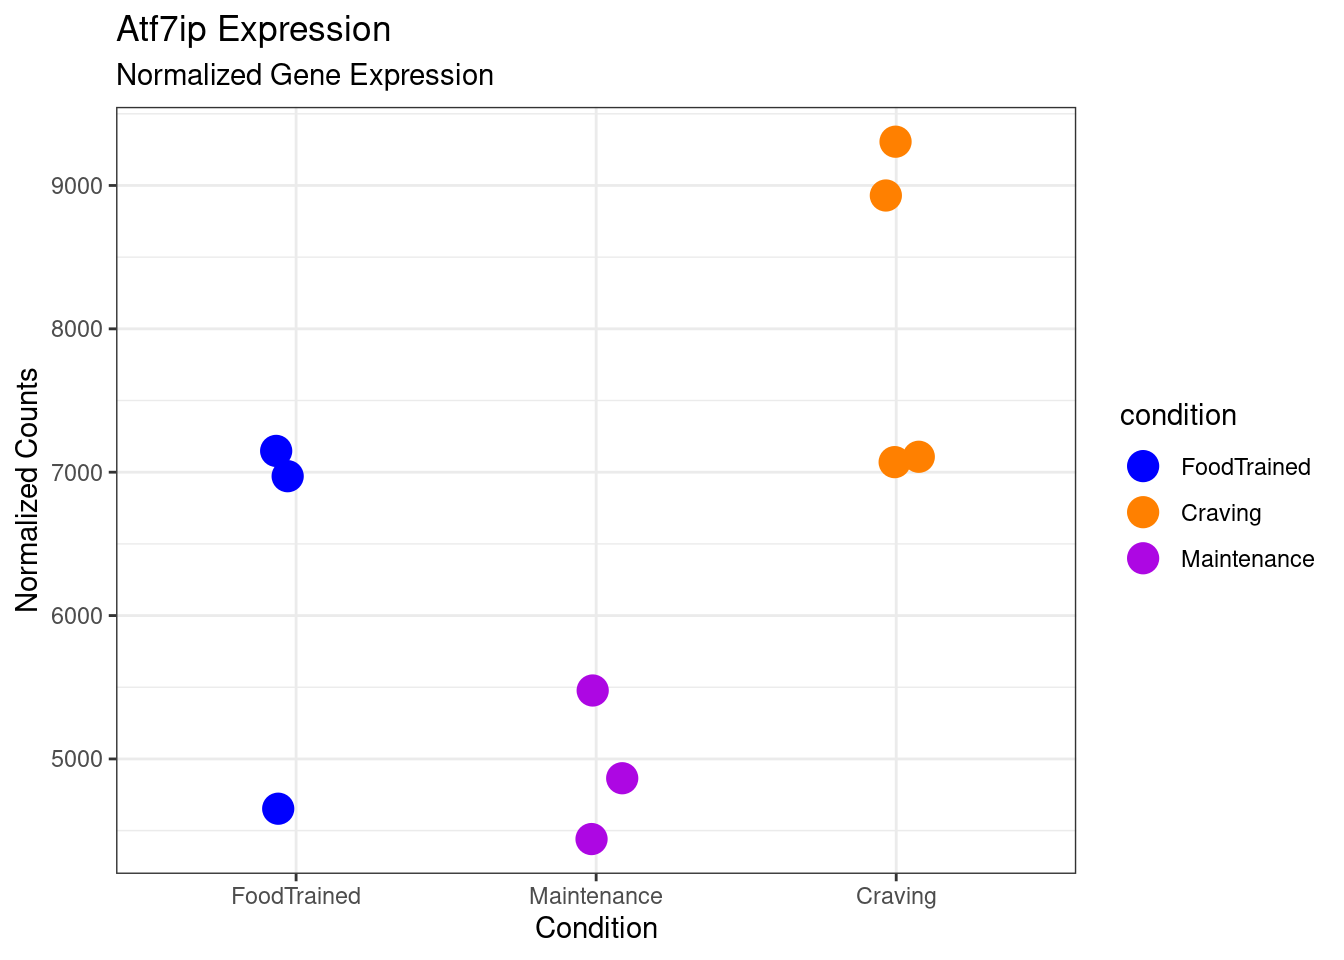 Atf7ip Expression
Normalized Gene Expression
Normalized Counts
9000
8000
7000
6000
5000
FoodTrained
Maintenance
Craving
Condition
condition
FoodTrained
Craving
Maintenance